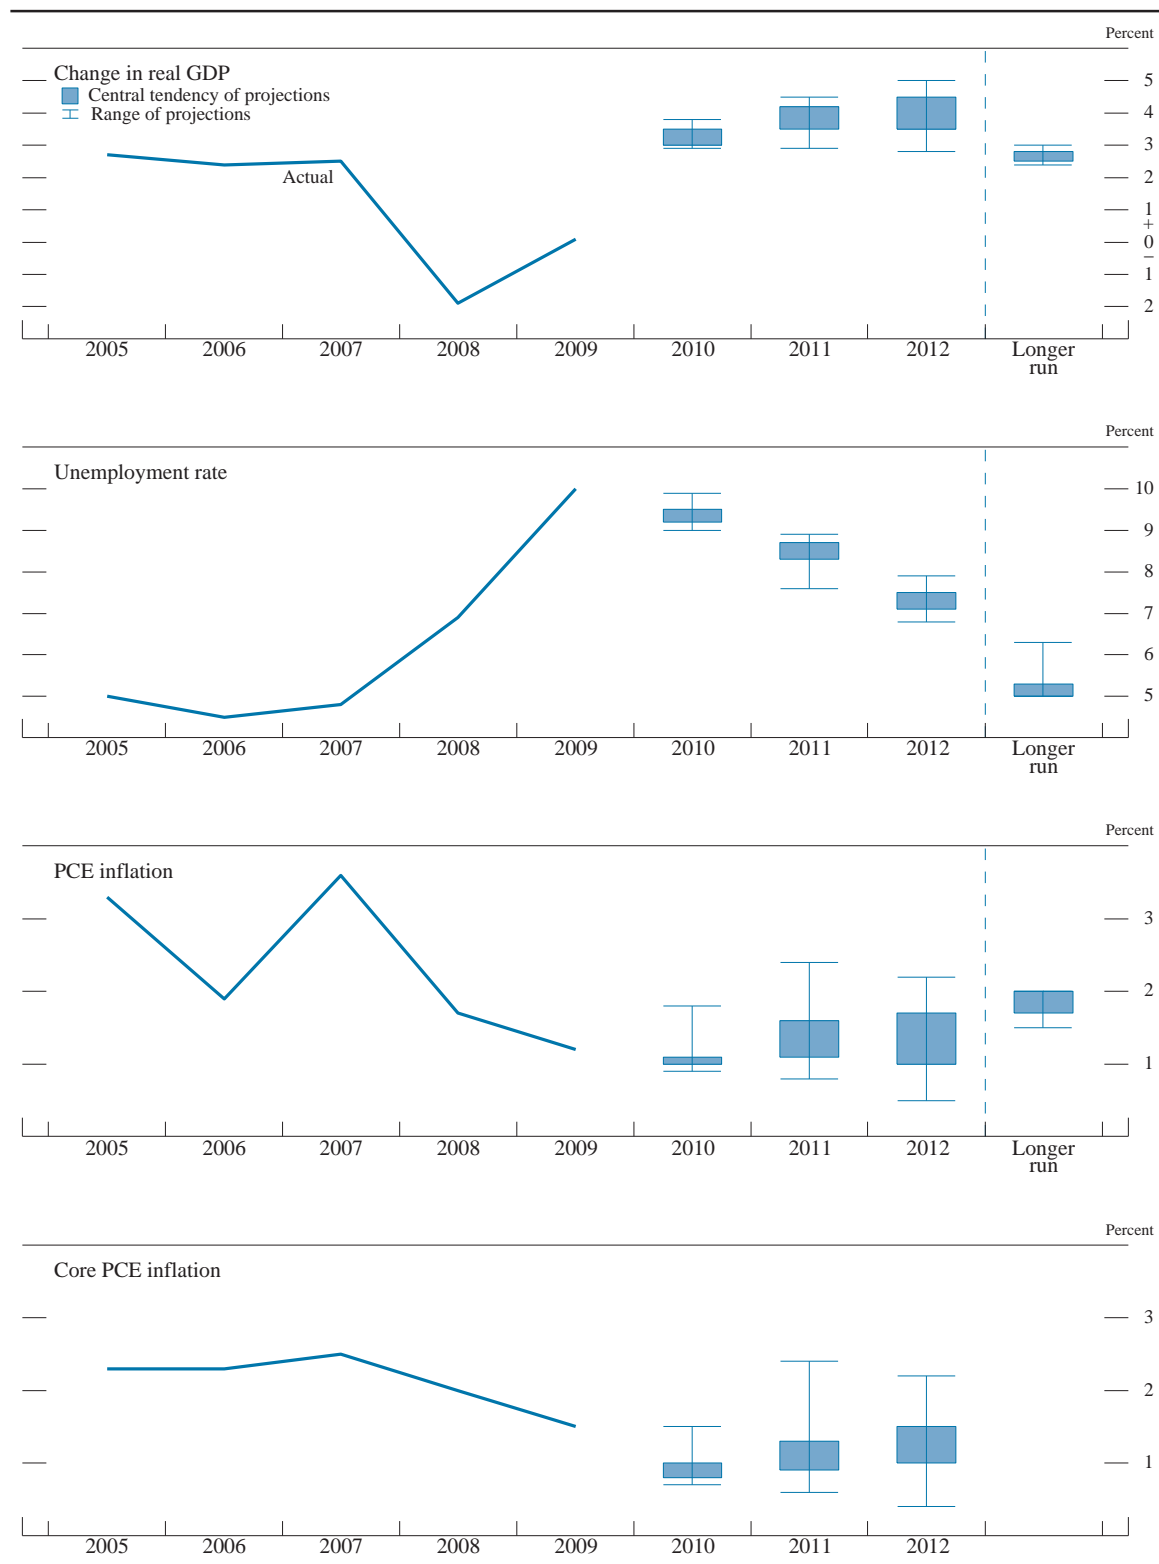 Percent
Change in real GDP
Central tendency of projections
Range of projections
Actual
5
4
3
2
1
+
0
−
1
2
2005 2006 2007 2008 2009 2010 2011 2012 Longer
run
Percent
Unemployment rate
10
9
8
7
6
5
2005 2006 2007 2008 2009 2010 2011 2012 Longer
run
Percent
PCE inflation
3
2
1
2005 2006 2007 2008 2009 2010 2011 2012 Longer
run
Percent
Core PCE inflation
3
2
1
2005 2006 2007 2008 2009 2010 2011 2012